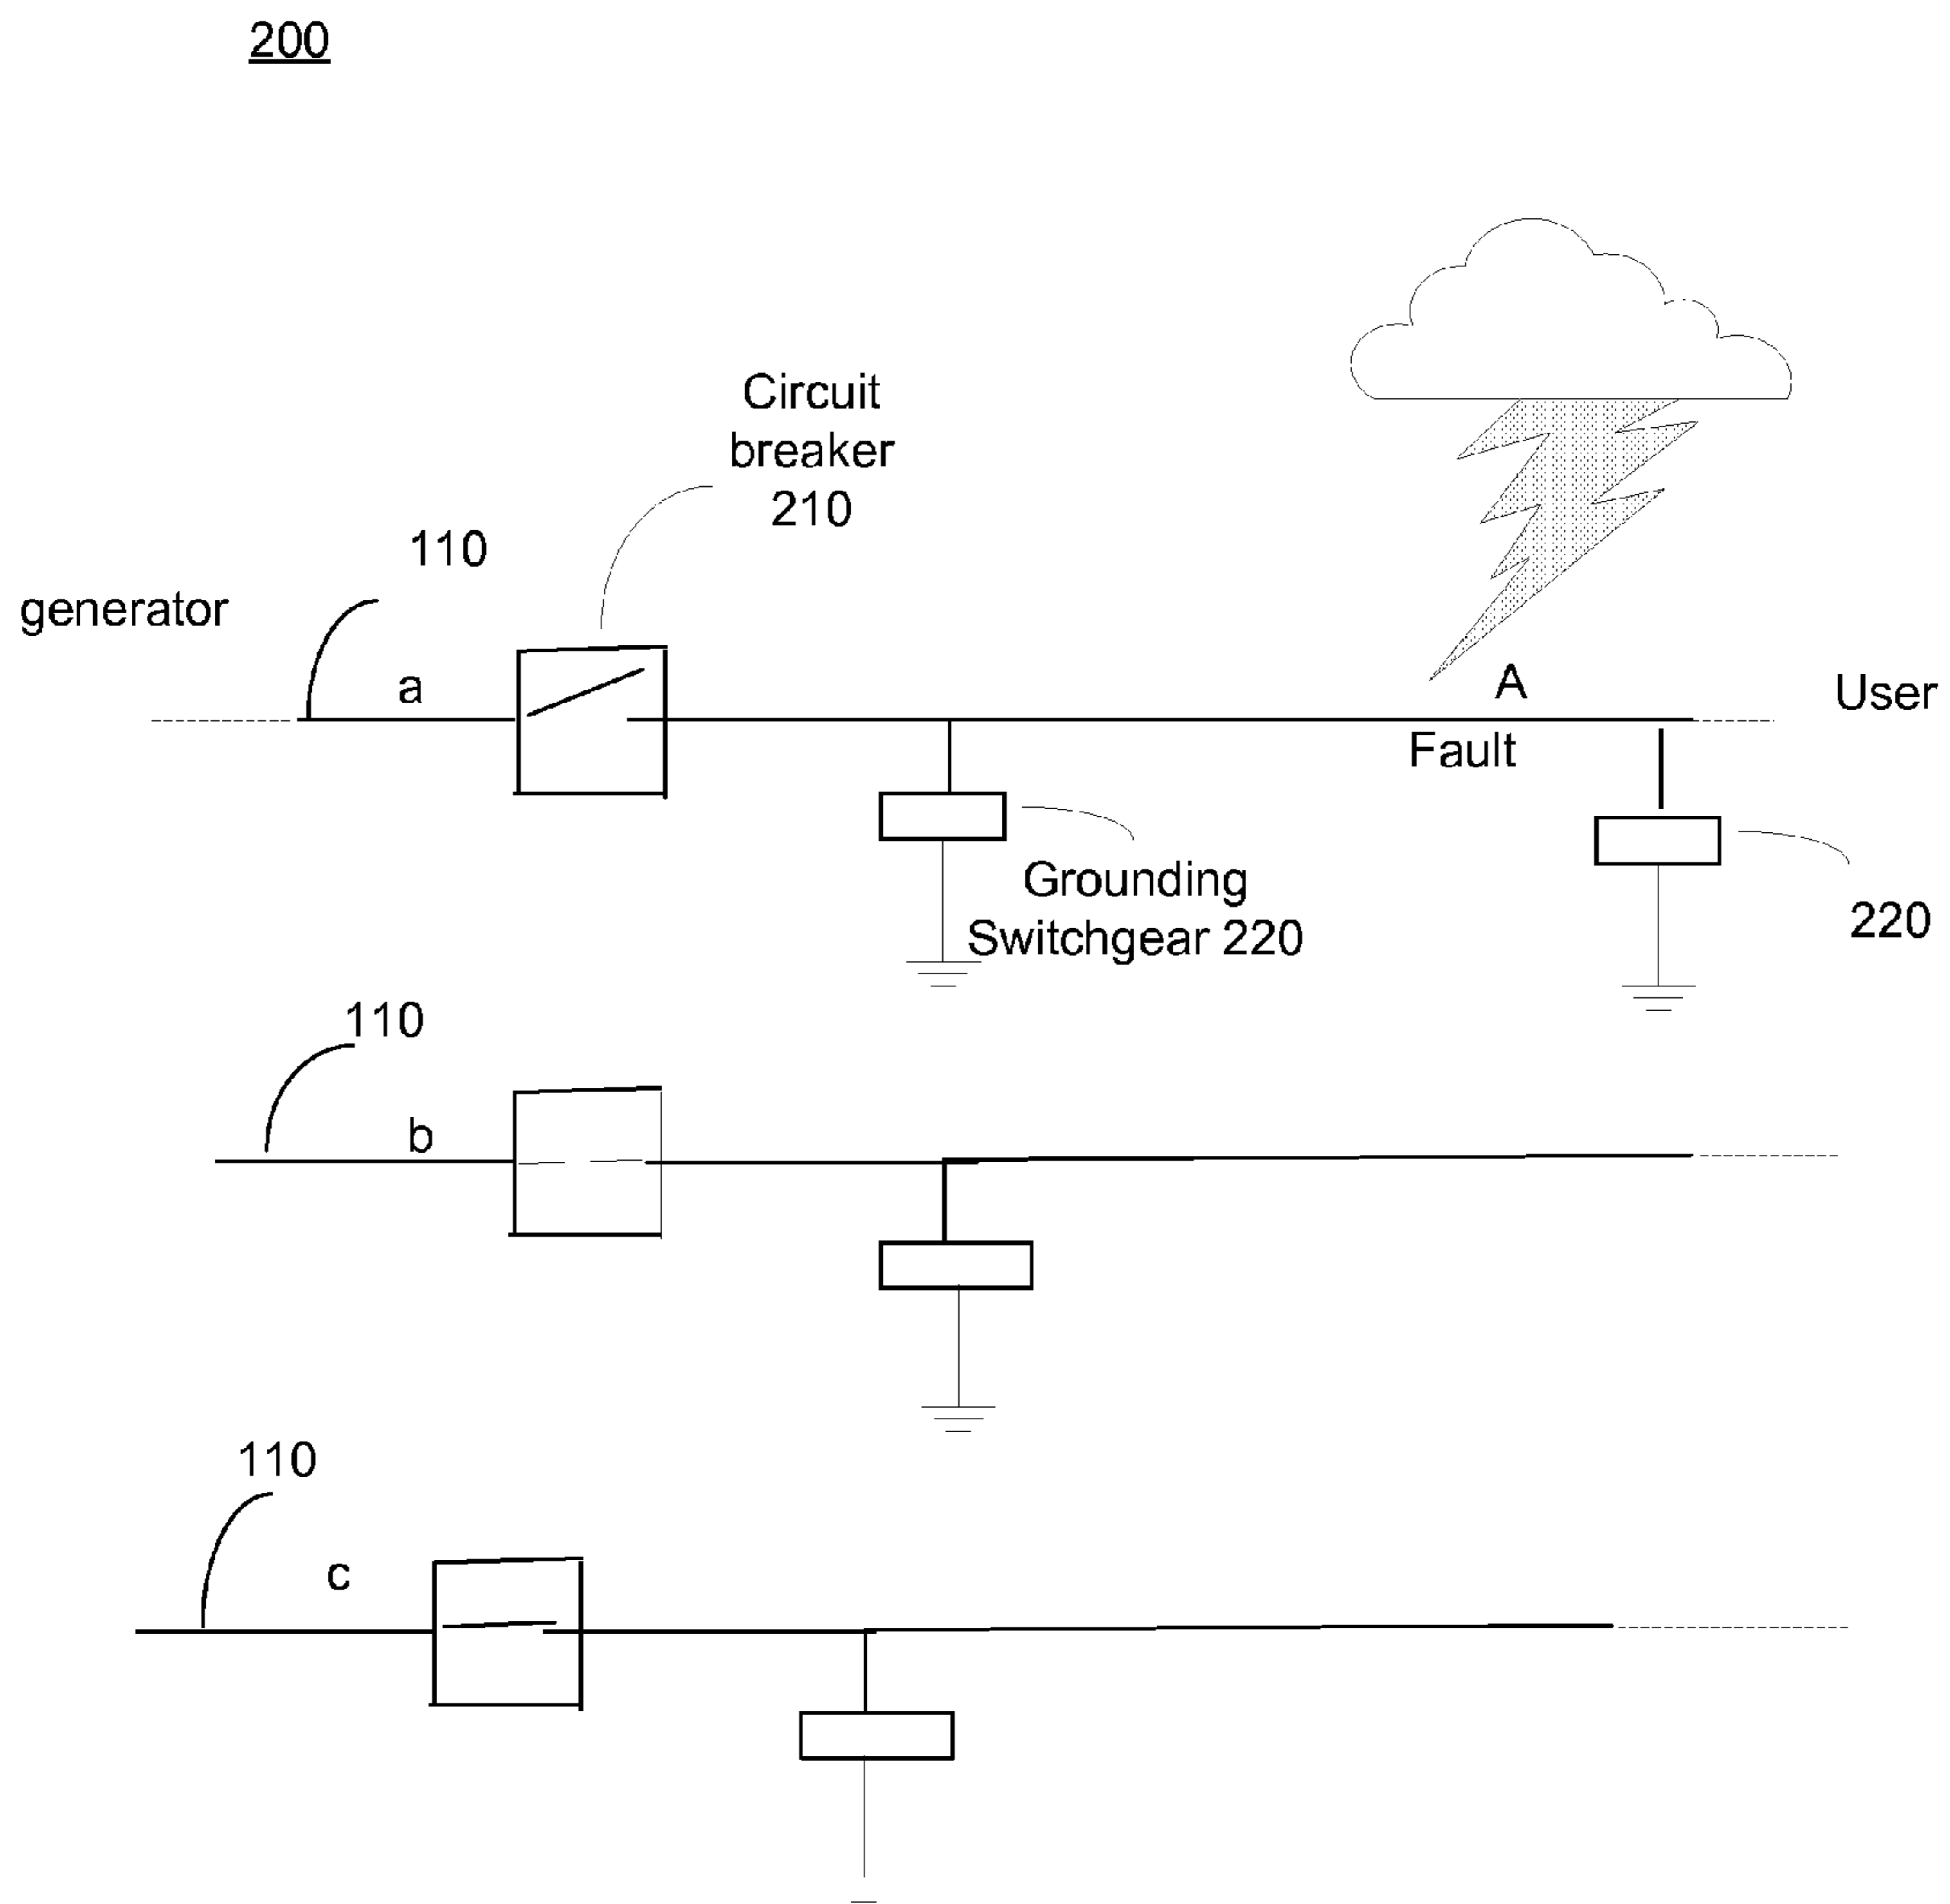 200
Circuit
breaker
210
110
generator
a
A
User
Fault
Grounding
Switchgear 220
220
110
b
110
c